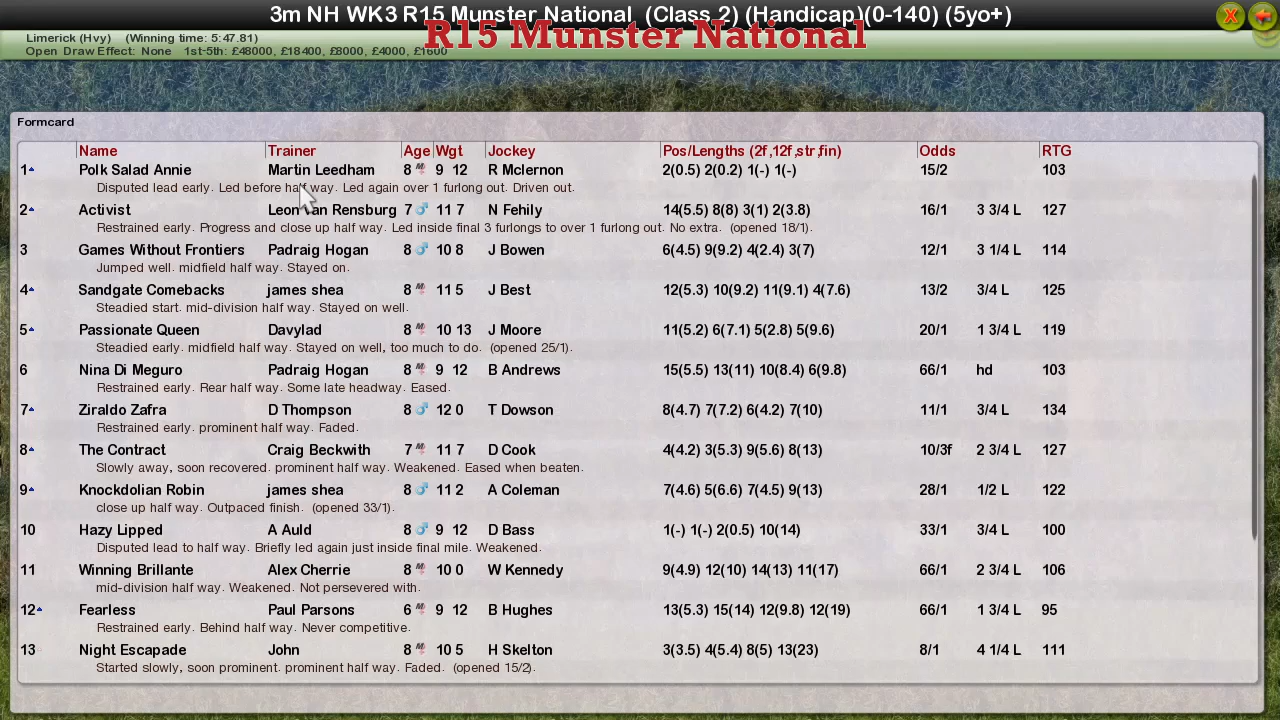 3m NH WK3 R15 Munster National (Class 2) (Handicap)(0-140) (5yo+)
R15 Munster National
Limerick (Hvy) (Winning time: 5:47.81)
Open Draw Effect: None 1st-5th: £48000, £18400, £8000, £4000, £1600
Formcard
Name Trainer Age Wgt Jockey Pos/Lengths (2f,12f,str,fin) Odds RTG
1 Polk Salad Annie Martin Leedham 8 9 12 R Mclernon 2(0.5) 2(0.2) 1(-) 1(-) 15/2 103
Disputed lead early. Led before half way. Led again over 1 furlong out. Driven out.
2 Activist Leon van Rensburg 7 11 7 N Fehily 14(5.5) 8(8) 3(1) 2(3.8) 16/1 3 3/4 L 127
Restrained early. Progress and close up half way. Led inside final 3 furlongs to over 1 furlong out. No extra. (opened 18/1).
3 Games Without Frontiers Padraig Hogan 8 10 8 J Bowen 6(4.5) 9(9.2) 4(2.4) 3(7) 12/1 3 1/4 L 114
Jumped well. midfield half way. Stayed on.
4 Sandgate Comebacks james shea 8 11 5 J Best 12(5.3) 10(9.2) 11(9.1) 4(7.6) 13/2 3/4 L 125
Steadied start. mid-division half way. Stayed on well.
5 Passionate Queen Davylad 8 10 13 J Moore 11(5.2) 6(7.1) 5(2.8) 5(9.6) 20/1 1 3/4 L 119
Steadied early. midfield half way. Stayed on well, too much to do. (opened 25/1).
6 Nina Di Meguro Padraig Hogan 8 9 12 B Andrews 15(5.5) 13(11) 10(8.4) 6(9.8) 66/1 hd 103
Restrained early. Rear half way. Some late headway. Eased.
7 Ziraldo Zafra D Thompson 8 12 0 T Dowson 8(4.7) 7(7.2) 6(4.2) 7(10) 11/1 3/4 L 134
Restrained early. prominent half way. Faded.
8 The Contract Craig Beckwith 7 11 7 D Cook 4(4.2) 3(5.3) 9(5.6) 8(13) 10/3f 2 3/4 L 127
Slowly away, soon recovered. prominent half way. Weakened. Eased when beaten.
9 Knockdolian Robin james shea 8 11 2 A Coleman 7(4.6) 5(6.6) 7(4.5) 9(13) 28/1 1/2 L 122
close up half way. Outpaced finish. (opened 33/1).
10 Hazy Lipped A Auld 8 9 12 D Bass 1(-) 1(-) 2(0.5) 10(14) 33/1 3/4 L 100
Disputed lead to half way. Briefly led again just inside final mile. Weakened.
11 Winning Brillante Alex Cherrie 8 10 0 W Kennedy 9(4.9) 12(10) 14(13) 11(17) 66/1 2 3/4 L 106
mid-division half way. Weakened. Not persevered with.
12 Fearless Paul Parsons 6 9 12 B Hughes 13(5.3) 15(14) 12(9.8) 12(19) 66/1 1 3/4 L 95
Restrained early. Behind half way. Never competitive.
13 Night Escapade John 8 10 5 H Skelton 3(3.5) 4(5.4) 8(5) 13(23) 8/1 4 1/4 L 111
Started slowly, soon prominent. prominent half way. Faded. (opened 15/2).